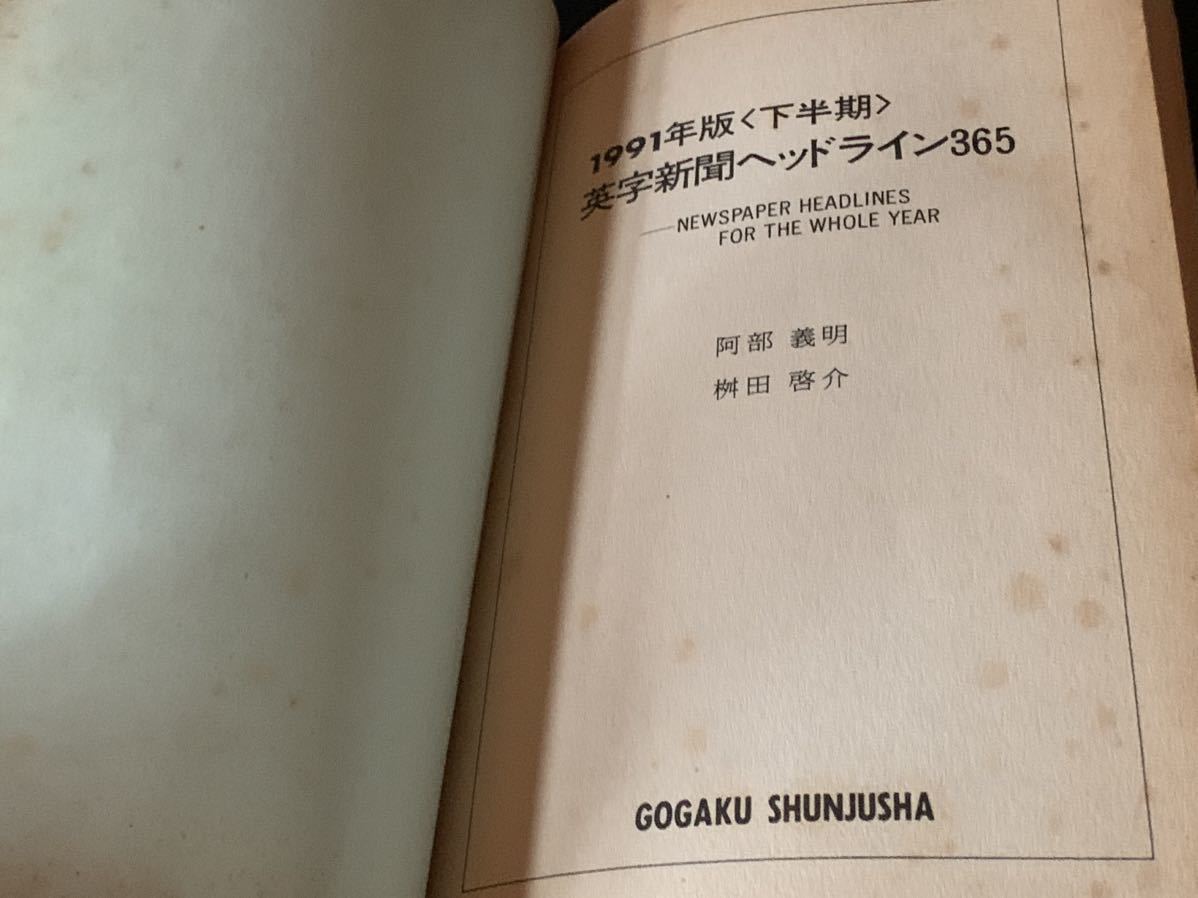 1991年版〈下半期〉
英字新聞ヘッドライン365
——NEWSPAPER HEADLINES
FOR THE WHOLE YEAR
阿部 義明
桝田 啓介
GOGAKU SHUNJUSHA